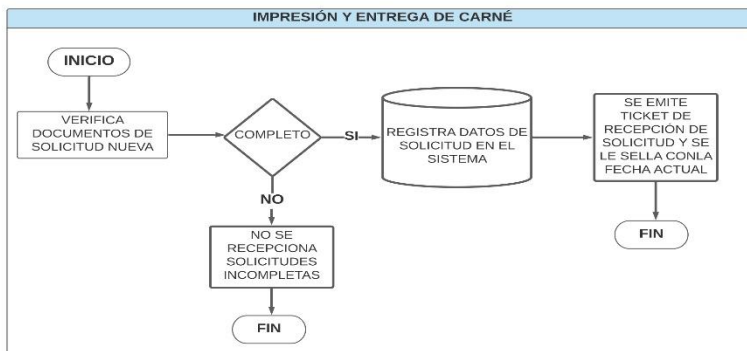 IMPRESIÓN Y ENTREGA DE CARNÉ
INICIO
VERIFICA
DOCUMENTOS DE
SOLICITUD NUEVA
COMPLETO
SI
REGISTRA DATOS DE
SOLICITUD EN EL
SISTEMA
SE EMITE
TICKET DE
RECEPCIÓN DE
SOLICITUD Y SE
LE SELLA CONLA
FECHA ACTUAL
FIN
NO
NO SE
RECEPCIONA
SOLICITUDES
INCOMPLETAS
FIN